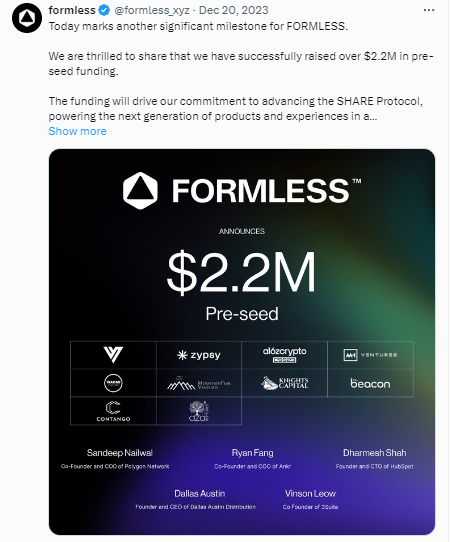 formless @formless_xyz · Dec 20, 2023 ···
Today marks another significant milestone for FORMLESS.
We are thrilled to share that we have successfully raised over $2.2M in pre-
seed funding.
The funding will drive our commitment to advancing the SHARE Protocol,
powering the next generation of products and experiences in a...
Show more
FORMLESS™
ANNOUNCES
$2.2M
Pre-seed
zypsy
a16zcrypto
VENTURES
MOUNTAIN PEAK
VENTURES
KNIGHTS
CAPITAL
beacon
CONTANGO
Sandeep Nailwal
Co-Founder and COO of Polygon Network
Ryan Fang
Co-Founder and COO of Ankr
Dharmesh Shah
Founder and CTO of HubSpot
Dallas Austin
Founder and CEO of Dallas Austin Distribution
Vinson Leow
Co-Founder of 3Suite